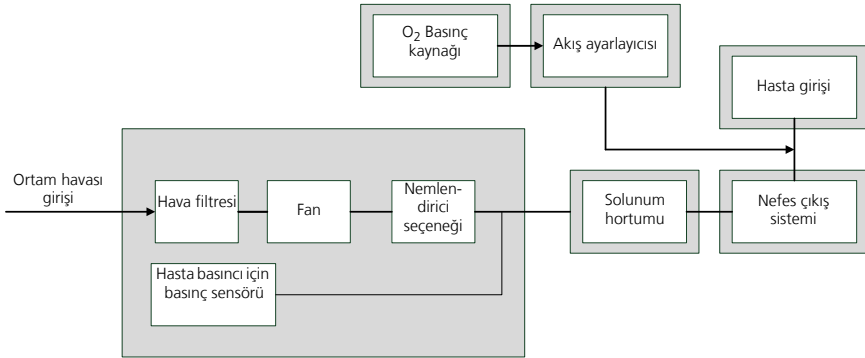 O₂ Basınç
kaynağı
Akış ayarlayıcısı
Hasta girişi
Ortam havası
girişi
Hava filtresi
Fan
Nemlen-
dirici
seçeneği
Solunum
hortumu
Nefes çıkış
sistemi
Hasta basıncı için
basınç sensörü